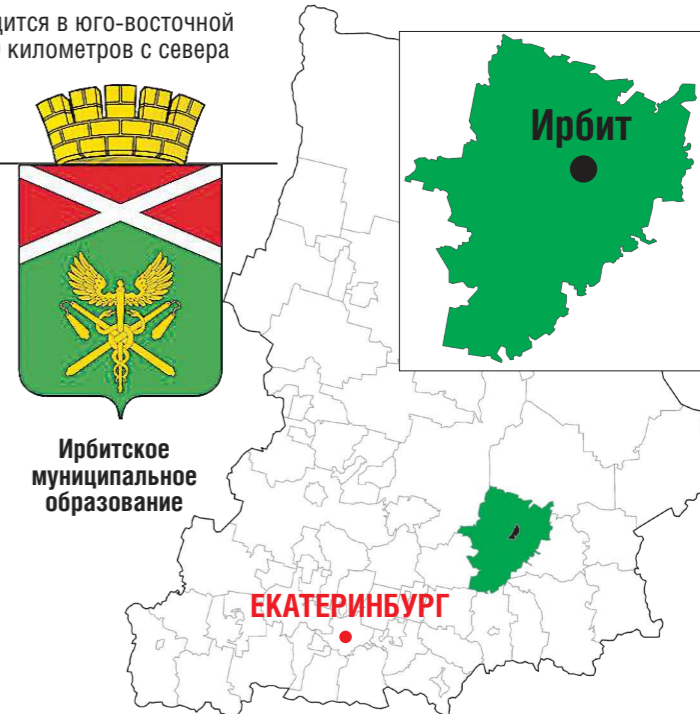 дится в юго-восточной
километров с севера
Ирбит
Ирбитское
муниципальное
образование
ЕКАТЕРИНБУРГ